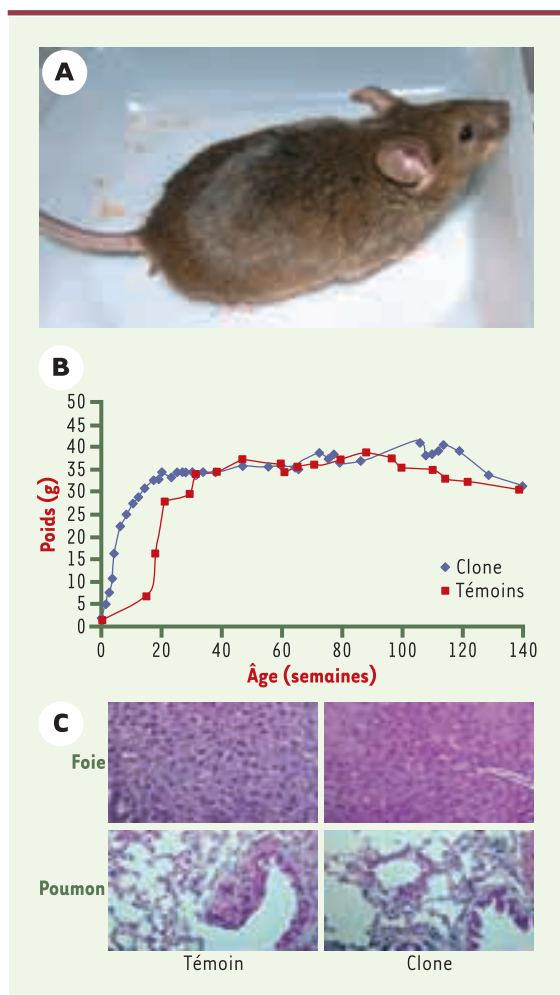 A
B
50
45
40
35
30
25
20
15
10
5
0
Poids (g)
Clone
Témoins
0 20 40 60 80 100 120 140
Âge (semaines)
C
Foie
Poumon
Témoin Clone